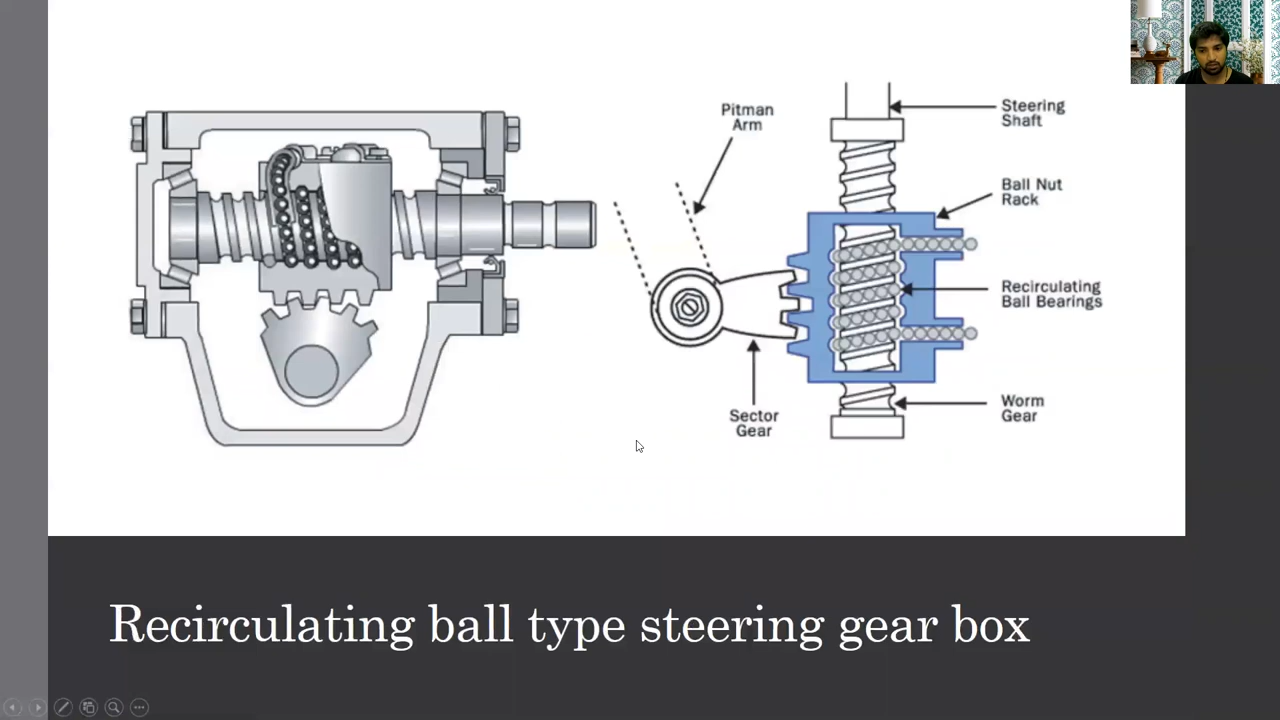 Pitman
Arm
Steering
Shaft
Ball Nut
Rack
Recirculating
Ball Bearings
Sector
Gear
Worm
Gear
Recirculating ball type steering gear box